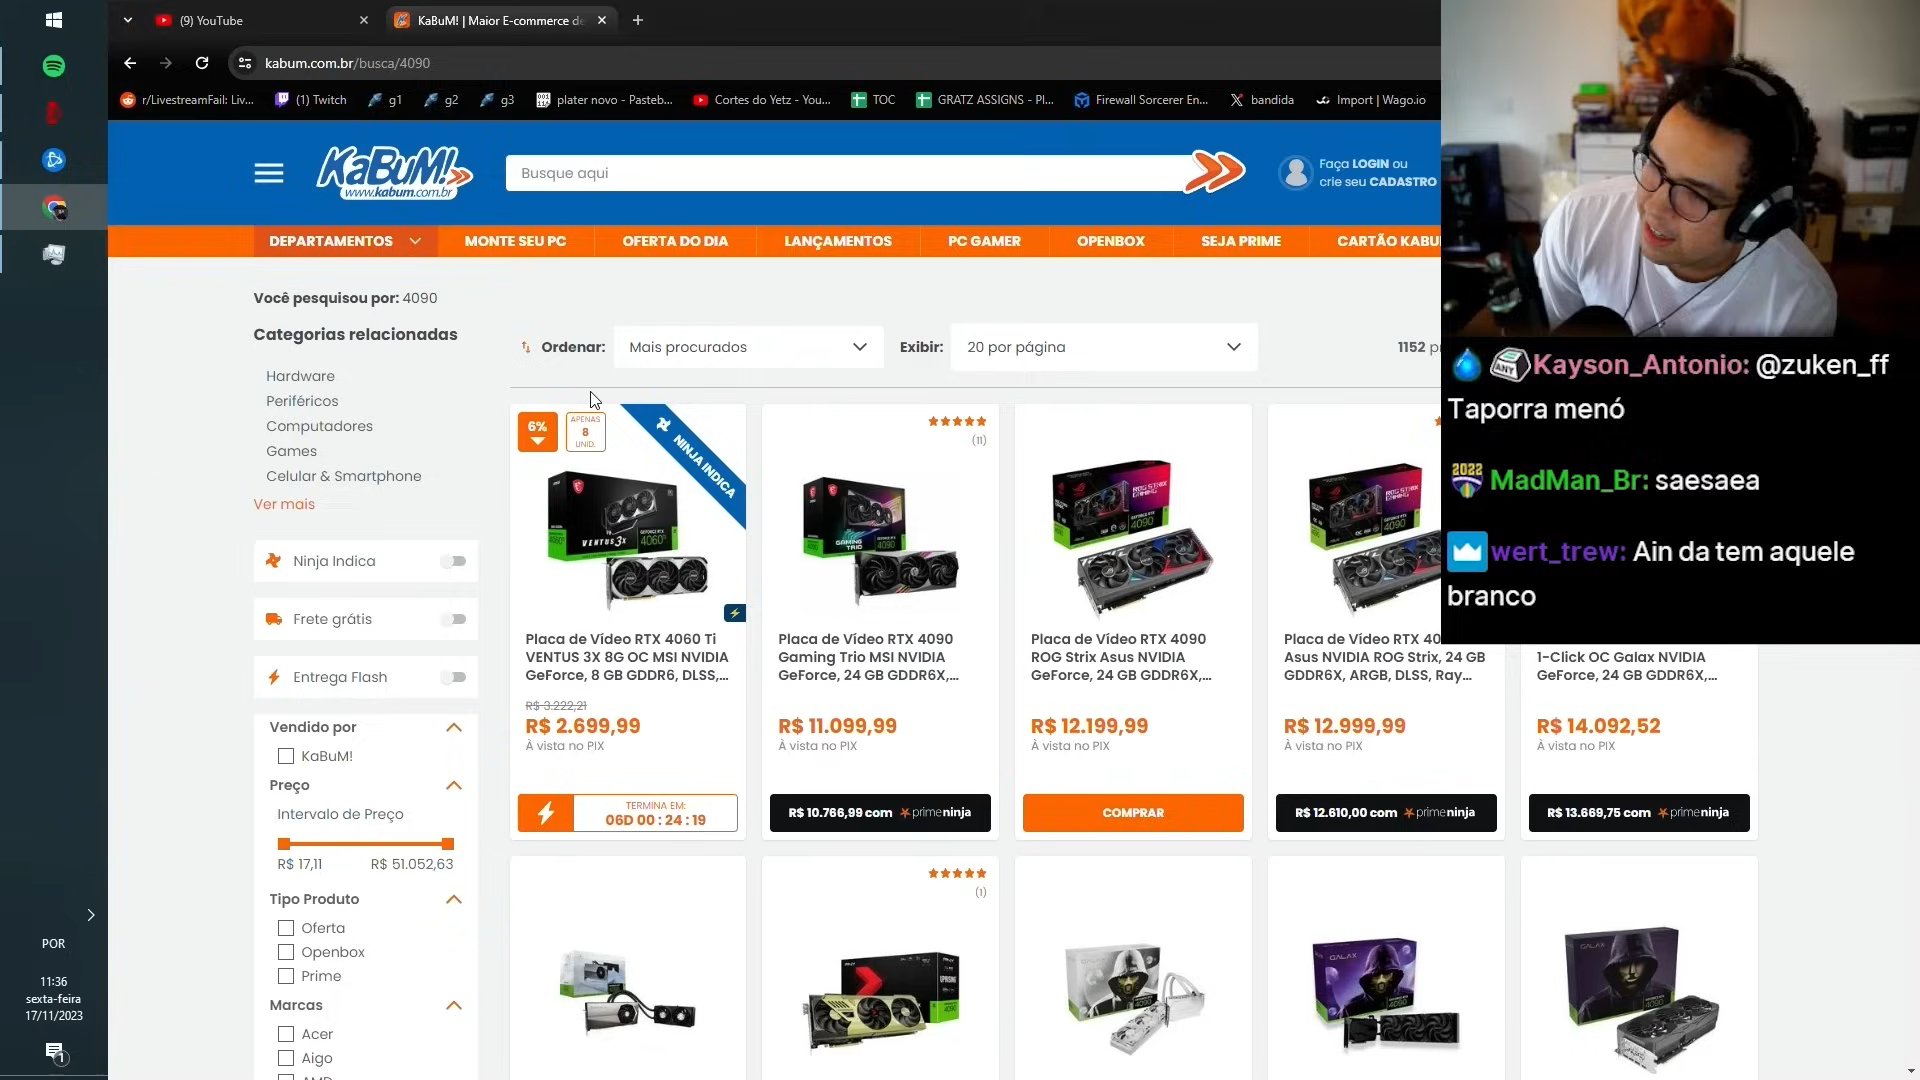 (9) YouTube
KaBuM! | Maior E-commerce de
kabum.com.br/busca/4090
r/LivestreamFail: Liv...
(1) Twitch
g1
g2
g3
plater novo - Pasteb...
Cortes do Yetz - You...
TOC
GRATZ ASSIGNS - Pl...
Firewall Sorcerer En...
bandida
Import | Wago.io
KaBuM!
www.kabum.com.br
Busque aqui
Faça LOGIN ou
crie seu CADASTRO
DEPARTAMENTOS
MONTE SEU PC
OFERTA DO DIA
LANÇAMENTOS
PC GAMER
OPENBOX
SEJA PRIME
CARTÃO KABU
Você pesquisou por: 4090
Categorias relacionadas
Hardware
Periféricos
Computadores
Games
Celular & Smartphone
Ver mais
Ninja Indica
Frete grátis
Entrega Flash
Vendido por
KaBuM!
Preço
Intervalo de Preço
R$ 17,11
R$ 51.052,63
Tipo Produto
Oferta
Openbox
Prime
Marcas
Acer
Aigo
Ordenar:
Mais procurados
Exibir:
20 por página
1152
6%
APENAS
8
UNID.
NINJA INDICA
VENTUS 3X
Placa de Vídeo RTX 4060 Ti
VENTUS 3X 8G OC MSI NVIDIA
GeForce, 8 GB GDDR6, DLSS,...
R$ 3.222,21
R$ 2.699,99
À vista no PIX
TERMINA EM:
06D 00 : 24 : 19
(11)
GAMING
TRIO
Placa de Vídeo RTX 4090
Gaming Trio MSI NVIDIA
GeForce, 24 GB GDDR6X,...
R$ 11.099,99
À vista no PIX
R$ 10.766,99 com primeninja
Placa de Vídeo RTX 4090
ROG Strix Asus NVIDIA
GeForce, 24 GB GDDR6X,...
R$ 12.199,99
À vista no PIX
COMPRAR
Placa de Vídeo RTX 40
Asus NVIDIA ROG Strix, 24 GB
GDDR6X, ARGB, DLSS, Ray...
R$ 12.999,99
À vista no PIX
R$ 12.610,00 com primeninja
1-Click OC Galax NVIDIA
GeForce, 24 GB GDDR6X,...
R$ 14.092,52
À vista no PIX
R$ 13.669,75 com primeninja
(1)
GALAX
GALAX
Kayson_Antonio: @zuken_ff
Taporra menó
2022
MadMan_Br: saesaea
wert_trew: Ain da tem aquele
branco
POR
11:36
sexta-feira
17/11/2023
1